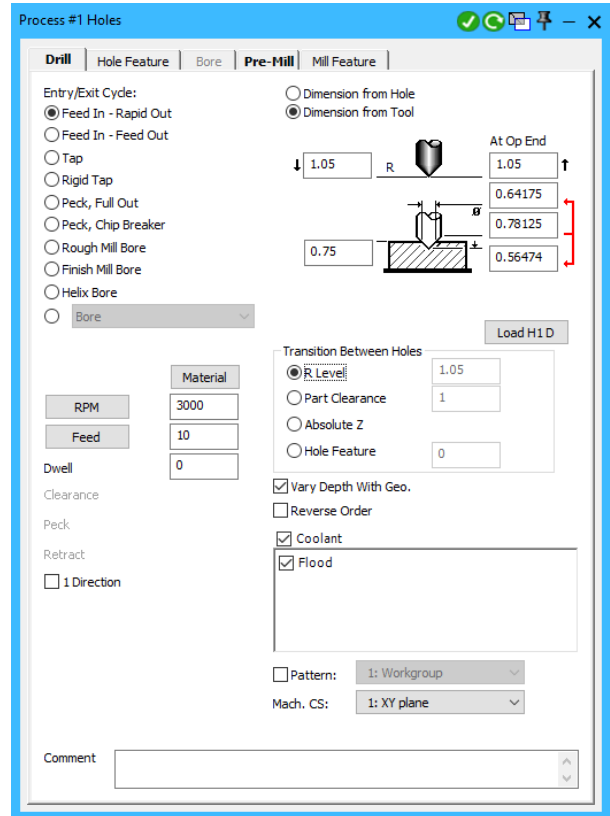 Process #1 Holes
Drill
Hole Feature
Bore
Pre-Mill
Mill Feature
Entry/Exit Cycle:
Feed In - Rapid Out
Feed In - Feed Out
Tap
Rigid Tap
Peck, Full Out
Peck, Chip Breaker
Rough Mill Bore
Finish Mill Bore
Helix Bore
Bore
Dimension from Hole
Dimension from Tool
At Op End
1.05
R
1.05
0.64175
ø
0.78125
0.75
0.56474
Load H1 D
Material
RPM
3000
Feed
10
Dwell
0
Clearance
Peck
Retract
1 Direction
Transition Between Holes
R Level
1.05
Part Clearance
1
Absolute Z
Hole Feature
0
Vary Depth With Geo.
Reverse Order
Coolant
Flood
Pattern:
1: Workgroup
Mach. CS:
1: XY plane
Comment